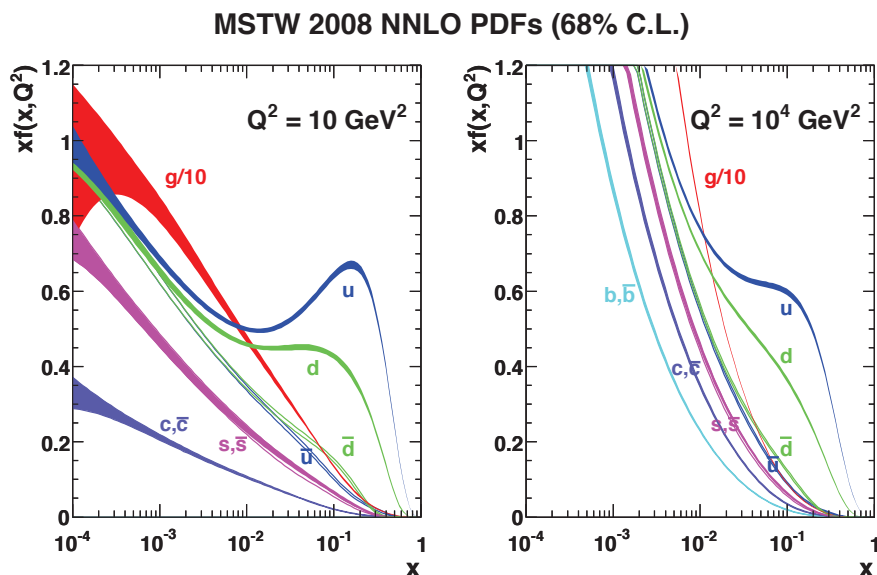 MSTW 2008 NNLO PDFs (68% C.L.)
xf(x,Q²)
1.2
1
0.8
0.6
0.4
0.2
0
Q² = 10 GeV²
g/10
u
d
c,c̅
s,s̅
u̅
d̅
10⁻⁴
10⁻³
10⁻²
10⁻¹
1
x
xf(x,Q²)
1.2
1
0.8
0.6
0.4
0.2
0
Q² = 10⁴ GeV²
g/10
b,b̅
u
d
c,c̅
s,s̅
d̅
u̅
10⁻⁴
10⁻³
10⁻²
10⁻¹
1
x